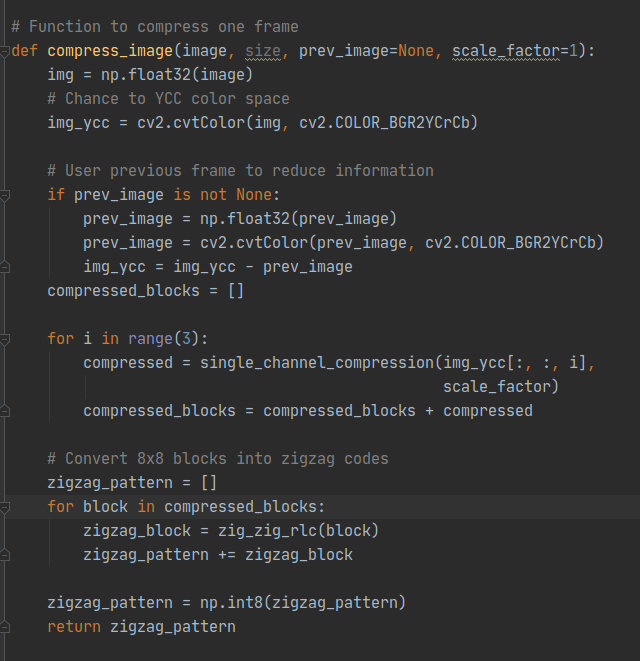 # Function to compress one frame
def compress_image(image, size, prev_image=None, scale_factor=1):
    img = np.float32(image)
    # Chance to YCC color space
    img_ycc = cv2.cvtColor(img, cv2.COLOR_BGR2YCrCb)

    # User previous frame to reduce information
    if prev_image is not None:
        prev_image = np.float32(prev_image)
        prev_image = cv2.cvtColor(prev_image, cv2.COLOR_BGR2YCrCb)
        img_ycc = img_ycc - prev_image
    compressed_blocks = []

    for i in range(3):
        compressed = single_channel_compression(img_ycc[:, :, i],
                                                scale_factor)
        compressed_blocks = compressed_blocks + compressed

    # Convert 8x8 blocks into zigzag codes
    zigzag_pattern = []
    for block in compressed_blocks:
        zigzag_block = zig_zig_rlc(block)
        zigzag_pattern += zigzag_block

    zigzag_pattern = np.int8(zigzag_pattern)
    return zigzag_pattern